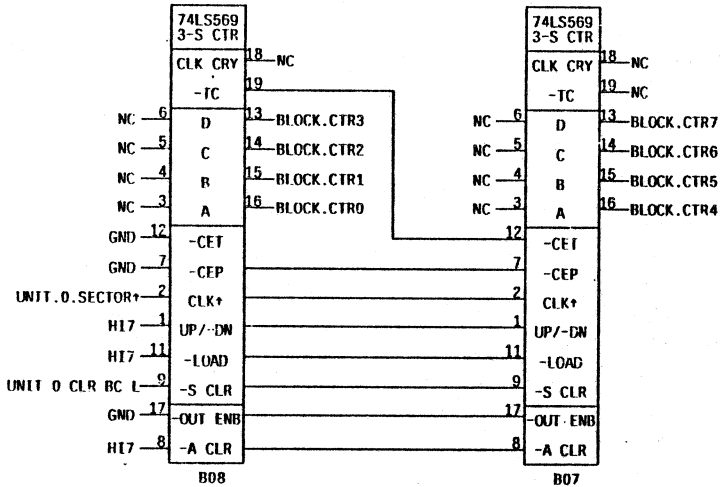 74LS569 74LS569
3-S CTR 3-S CTR
CLK CRY 18 NC CLK CRY 18 NC
-TC 19 -TC 19 NC
NC 6 D 13 BLOCK.CTR3 NC 6 D 13 BLOCK.CTR7
NC 5 C 14 BLOCK.CTR2 NC 5 C 14 BLOCK.CTR6
NC 4 B 15 BLOCK.CTR1 NC 4 B 15 BLOCK.CTR5
NC 3 A 16 BLOCK.CTR0 NC 3 A 16 BLOCK.CTR4
GND 12 -CET 12 -CET
GND 7 -CEP 7 -CEP
UNIT.0.SECTOR↑ 2 CLK↑ 2 CLK↑
HI7 1 UP/-DN 1 UP/-DN
HI7 11 -LOAD 11 -LOAD
UNIT 0 CLR BC L 9 -S CLR 9 -S CLR
GND 17 -OUT ENB 17 -OUT ENB
HI7 8 -A CLR 8 -A CLR
B08 B07